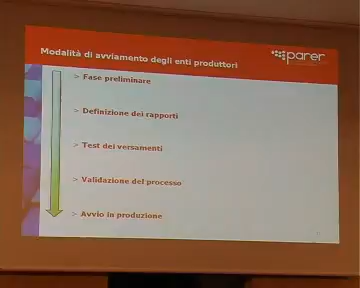 Modalità di avviamento degli enti produttori
parer
> Fase preliminare
> Definizione dei rapporti
> Test dei versamenti
> Validazione del processo
> Avvio in produzione